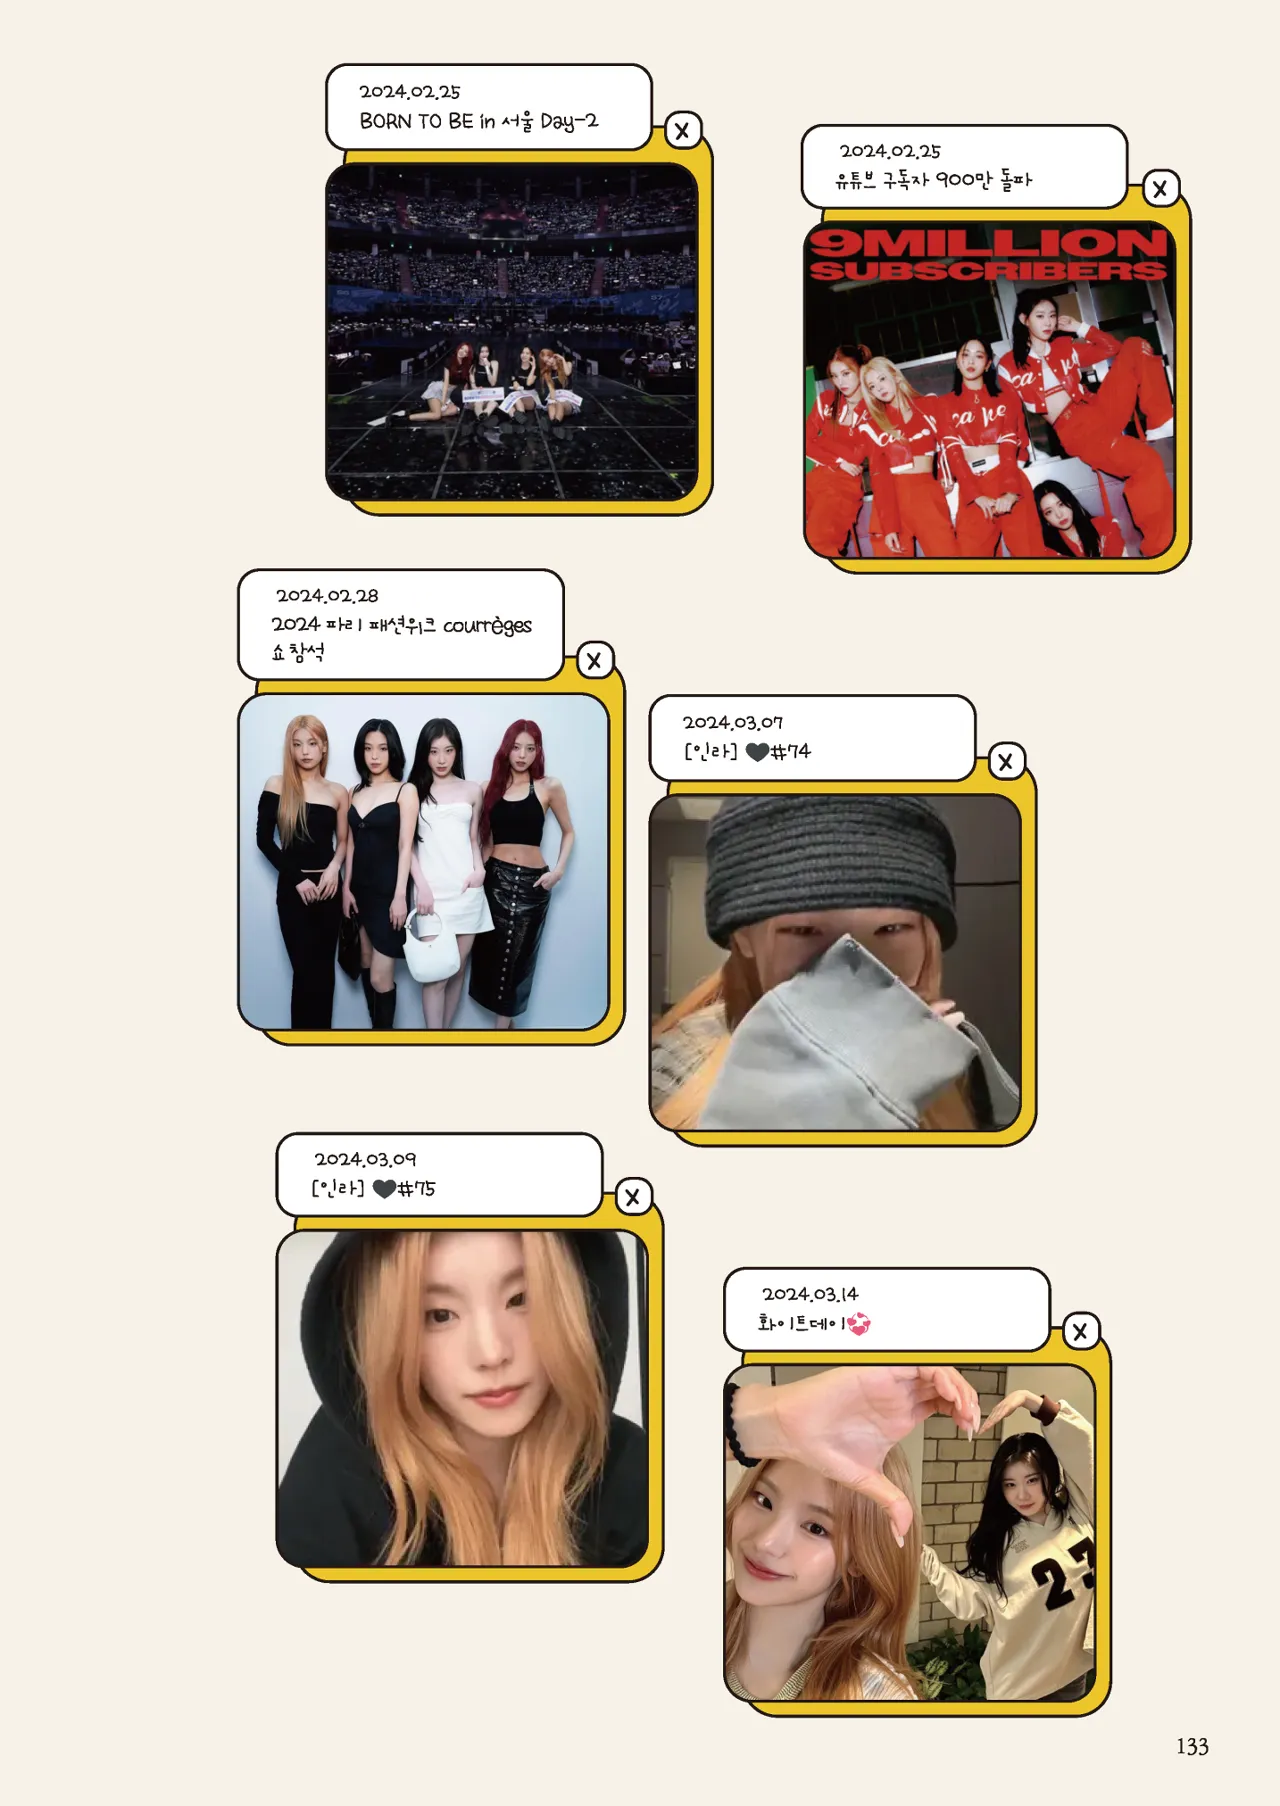 2024.02.25
BORN TO BE in 서울 Day-2
X
2024.02.25
유튜브 구독자 900만 돌파
X
9MILLION
SUBSCRIBERS
2024.02.28
2024 파리 패션위크 courrèges
쇼 참석
X
2024.03.07
[인라] 🖤#74
X
2024.03.09
[인라] 🖤#75
X
2024.03.14
화이트데이💞
X
23
133